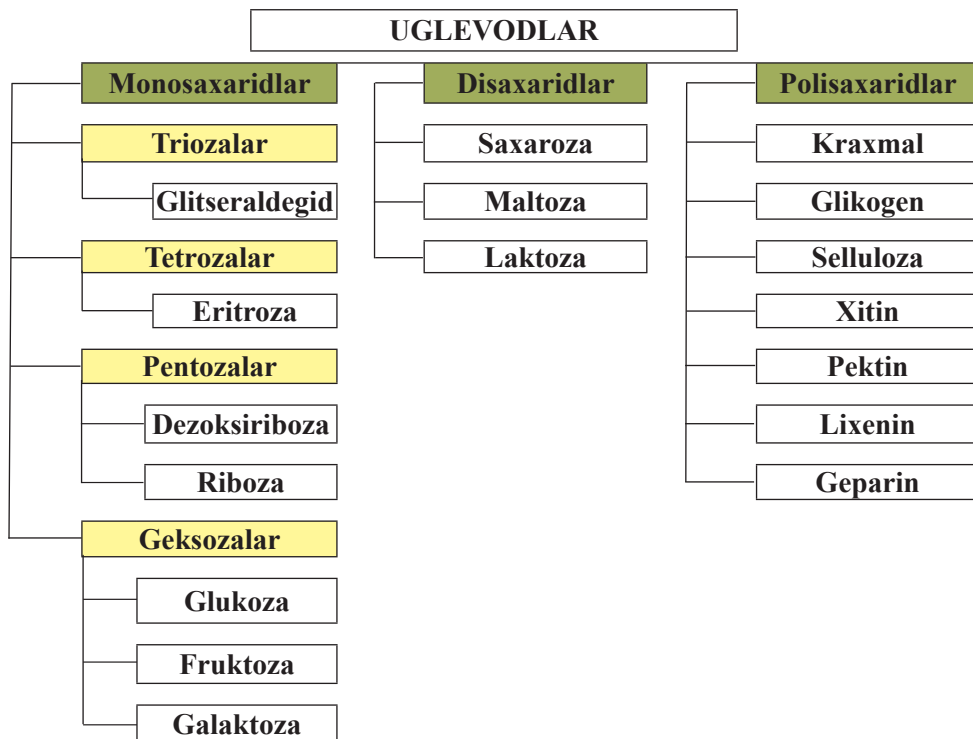 UGLEVODLAR
Monosaxaridlar
Triozalar
Glitseraldegid
Tetrozalar
Eritroza
Pentozalar
Dezoksiriboza
Riboza
Geksozalar
Glukoza
Fruktoza
Galaktoza
Disaxaridlar
Saxaroza
Maltoza
Laktoza
Polisaxaridlar
Kraxmal
Glikogen
Selluloza
Xitin
Pektin
Lixenin
Geparin